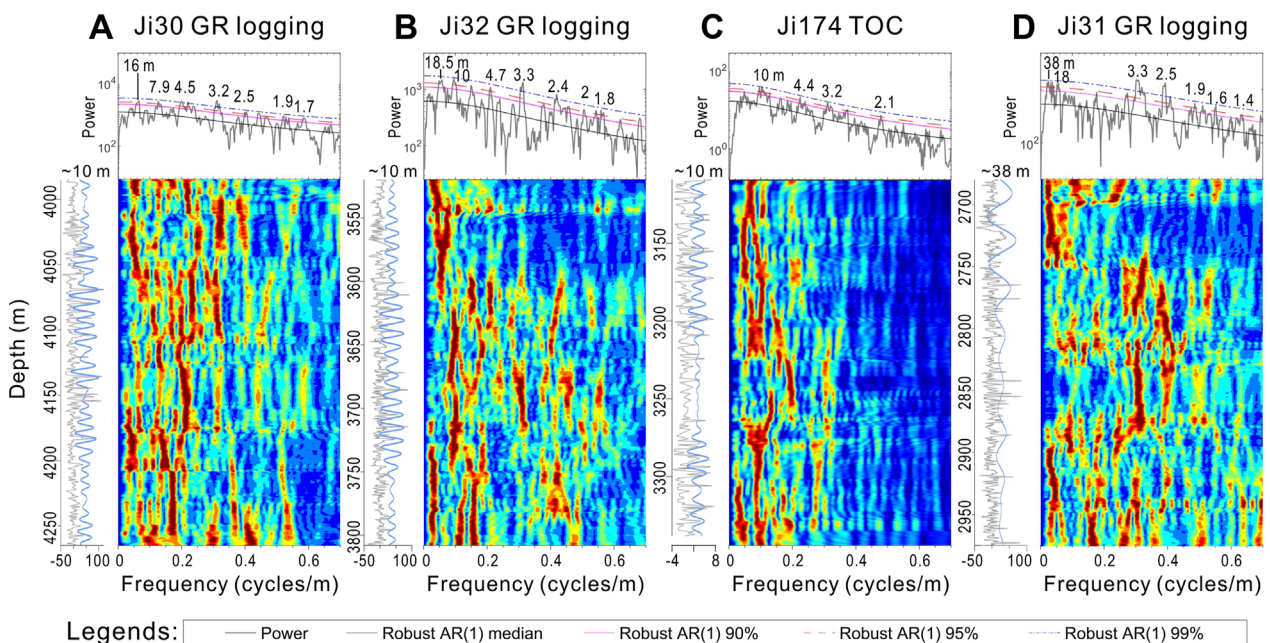 A Ji30 GR logging
B Ji32 GR logging
C Ji174 TOC
D Ji31 GR logging
Power
10⁴
10²
16 m
7.9
4.5
3.2
2.5
1.9
1.7
Power
10³
10²
18.5 m
10
4.7
3.3
2.4
2
1.8
Power
10²
10⁰
10 m
4.4
3.2
2.1
Power
10²
38 m
18
3.3
2.5
1.9
1.6
1.4
~10 m
~10 m
~10 m
~38 m
Depth (m)
4000
4050
4100
4150
4200
4250
3550
3600
3650
3700
3750
3800
3150
3200
3250
3300
2700
2750
2800
2850
2900
2950
-50 100 0 0.2 0.4 0.6
-50 100 0 0.2 0.4 0.6
-4 8 0 0.2 0.4 0.6
-50 100 0 0.2 0.4 0.6
Frequency (cycles/m)
Frequency (cycles/m)
Frequency (cycles/m)
Frequency (cycles/m)
Legends: Power Robust AR(1) median Robust AR(1) 90% Robust AR(1) 95% Robust AR(1) 99%